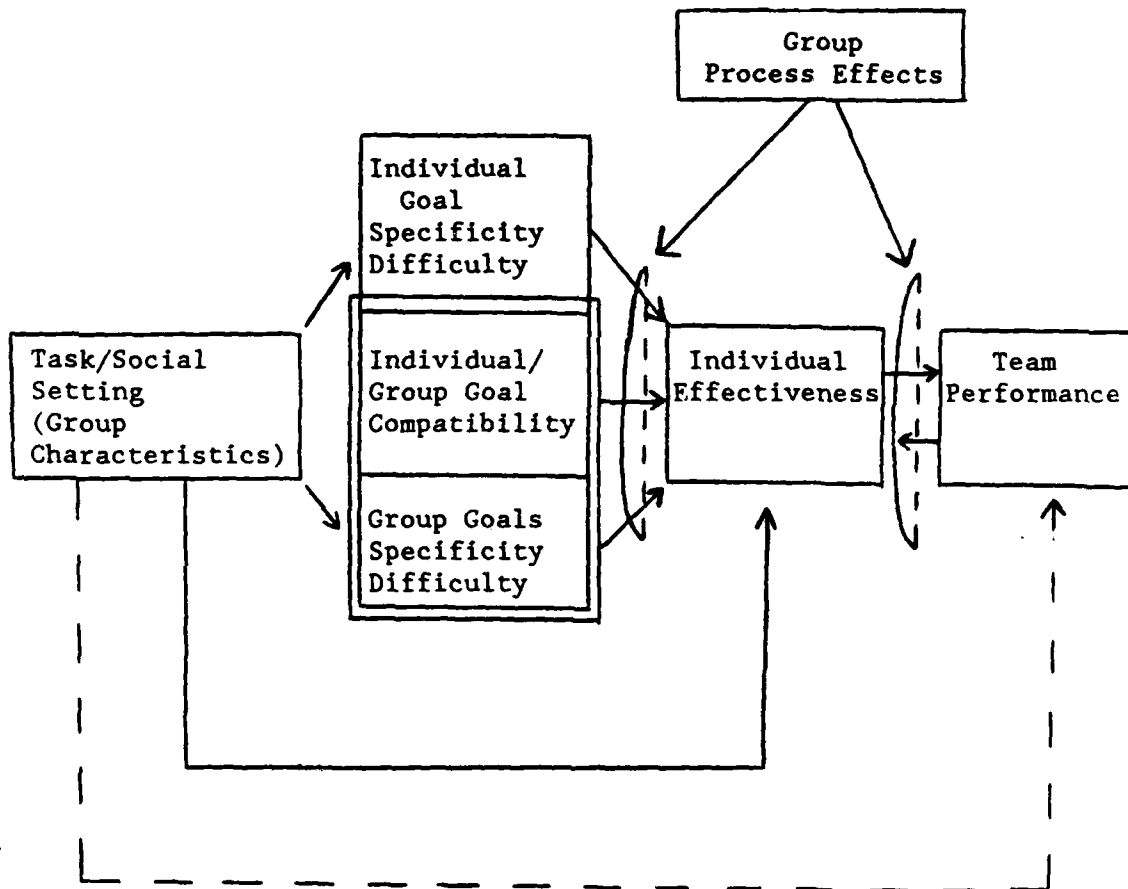 Group
Process Effects
Individual
Goal
Specificity
Difficulty
Task/Social
Setting
(Group
Characteristics)
Individual/
Group Goal
Compatibility
Group Goals
Specificity
Difficulty
Individual
Effectiveness
Team
Performance